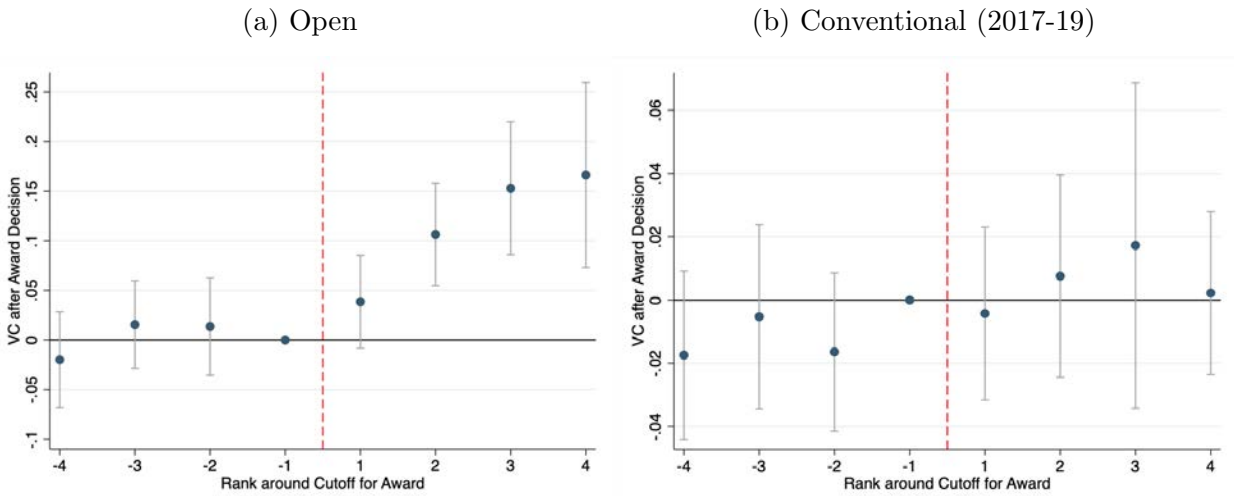 (a) Open
VC after Award Decision
.25
.2
.15
.1
.05
0
-.05
-.1
-4 -3 -2 -1 1 2 3 4
Rank around Cutoff for Award
(b) Conventional (2017-19)
VC after Award Decision
.06
.04
.02
0
-.02
-.04
-4 -3 -2 -1 1 2 3 4
Rank around Cutoff for Award